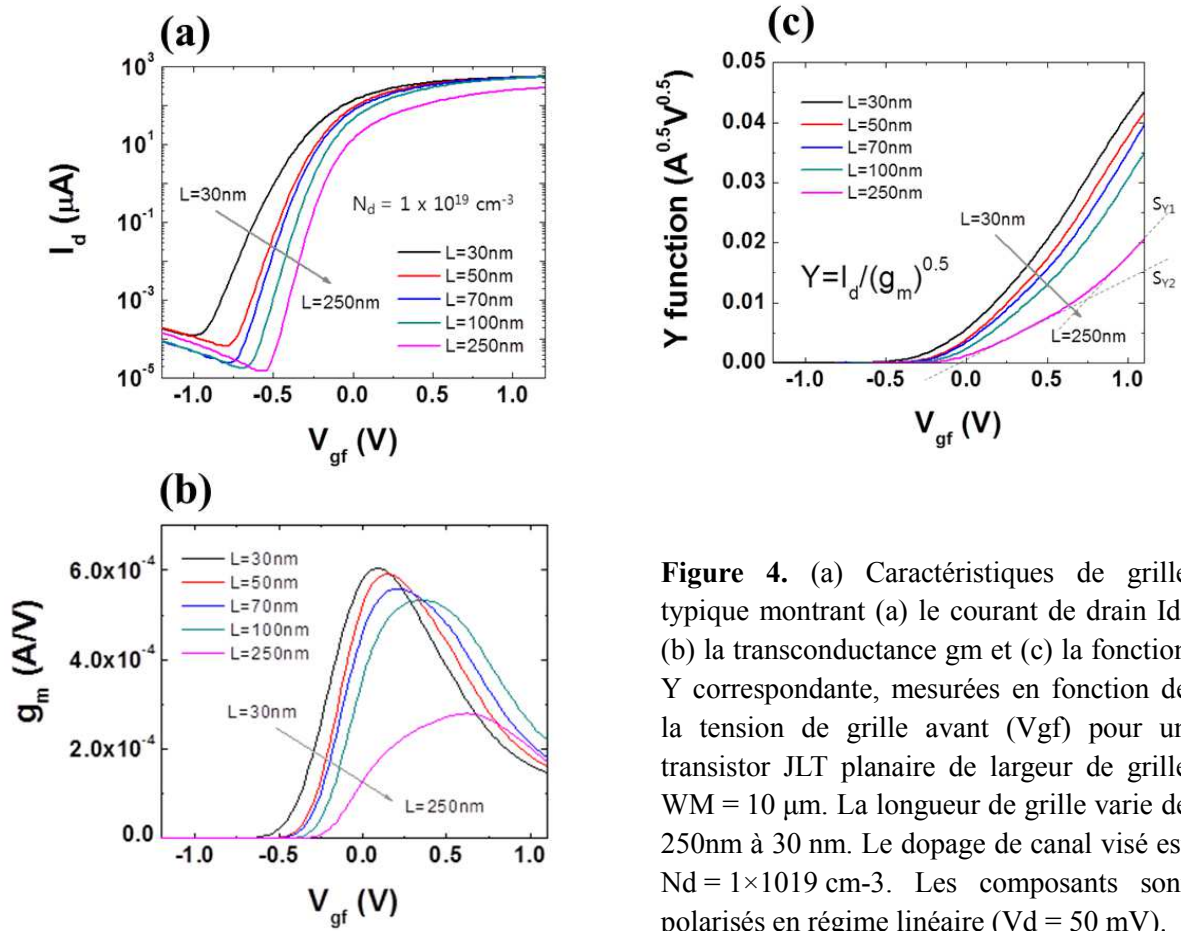 (a)
10³
10¹
10⁻¹
10⁻³
10⁻⁵
I_d (μA)
L=30nm
N_d = 1 x 10¹⁹ cm⁻³
L=250nm
L=30nm
L=50nm
L=70nm
L=100nm
L=250nm
-1.0 -0.5 0.0 0.5 1.0
V_gf (V)
(c)
0.05
0.04
0.03
0.02
0.01
0.00
Y function (A^0.5V^0.5)
L=30nm
L=50nm
L=70nm
L=100nm
L=250nm
L=30nm
S_Y1
Y=I_d/(g_m)^0.5
S_Y2
L=250nm
-1.0 -0.5 0.0 0.5 1.0
V_gf (V)
(b)
6.0x10⁻⁴
4.0x10⁻⁴
2.0x10⁻⁴
0.0
g_m (A/V)
L=30nm
L=50nm
L=70nm
L=100nm
L=250nm
L=30nm
L=250nm
-1.0 -0.5 0.0 0.5 1.0
V_gf (V)
Figure 4. (a) Caractéristiques de grille
typique montrant (a) le courant de drain Id
(b) la transconductance gm et (c) la fonction
Y correspondante, mesurées en fonction de
la tension de grille avant (Vgf) pour un
transistor JLT planaire de largeur de grille
WM = 10 μm. La longueur de grille varie de
250nm à 30 nm. Le dopage de canal visé es
Nd = 1×1019 cm-3. Les composants son
polarisés en régime linéaire (Vd = 50 mV).